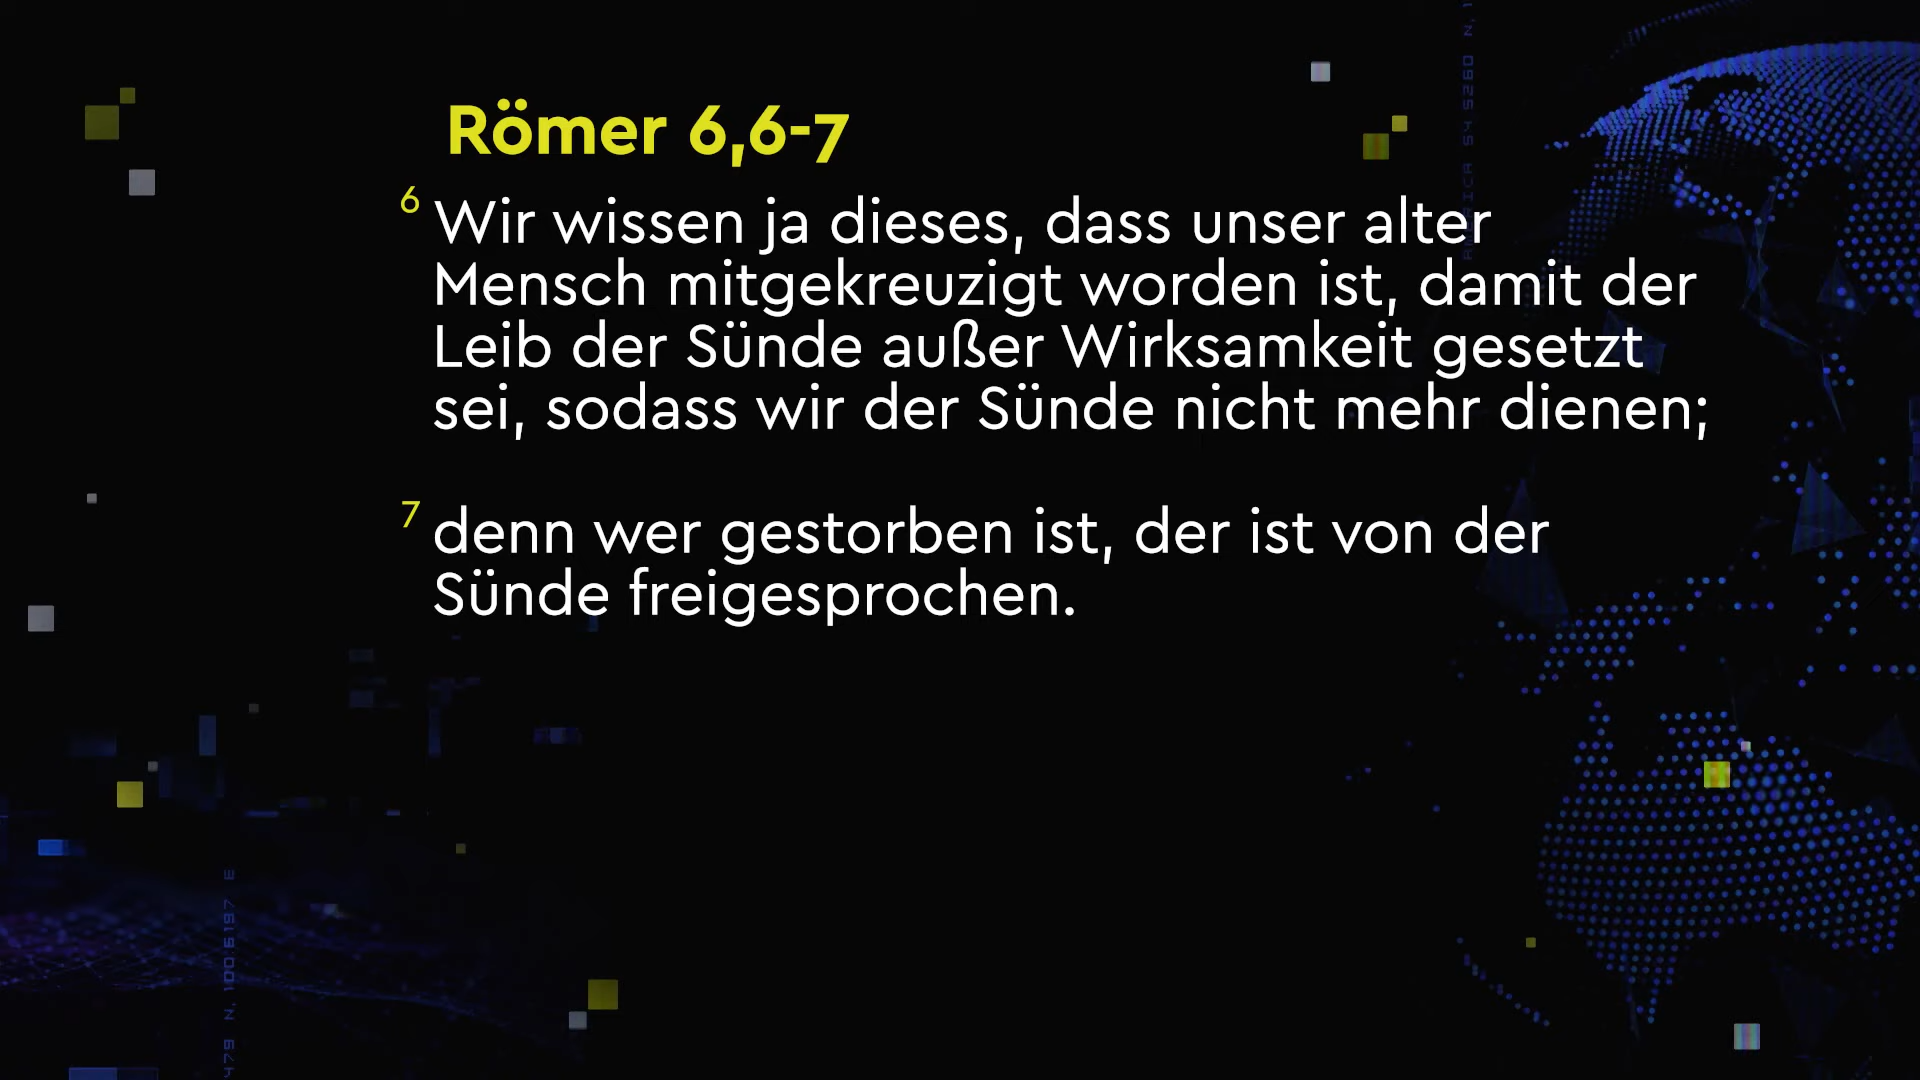 Römer 6,6-7
6 Wir wissen ja dieses, dass unser alter
Mensch mitgekreuzigt worden ist, damit der
Leib der Sünde außer Wirksamkeit gesetzt
sei, sodass wir der Sünde nicht mehr dienen;
7 denn wer gestorben ist, der ist von der
Sünde freigesprochen.